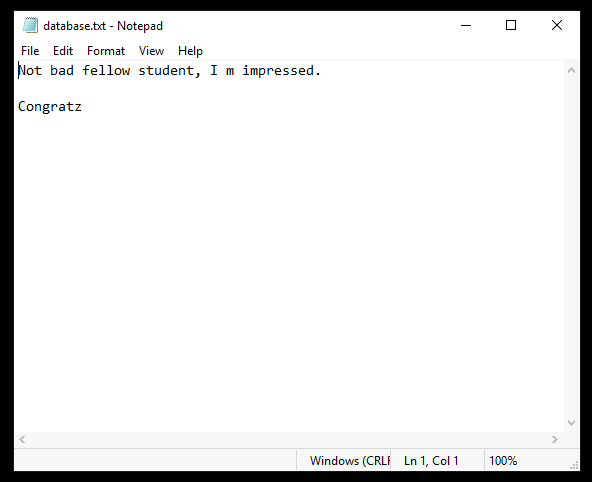 database.txt - Notepad
File Edit Format View Help
Not bad fellow student, I m impressed.
Congratz
Windows (CRLF Ln 1, Col 1 100%